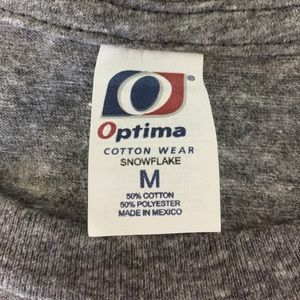 ®
Optima
COTTON WEAR
SNOWFLAKE
M
50% COTTON
50% POLYESTER
MADE IN MEXICO